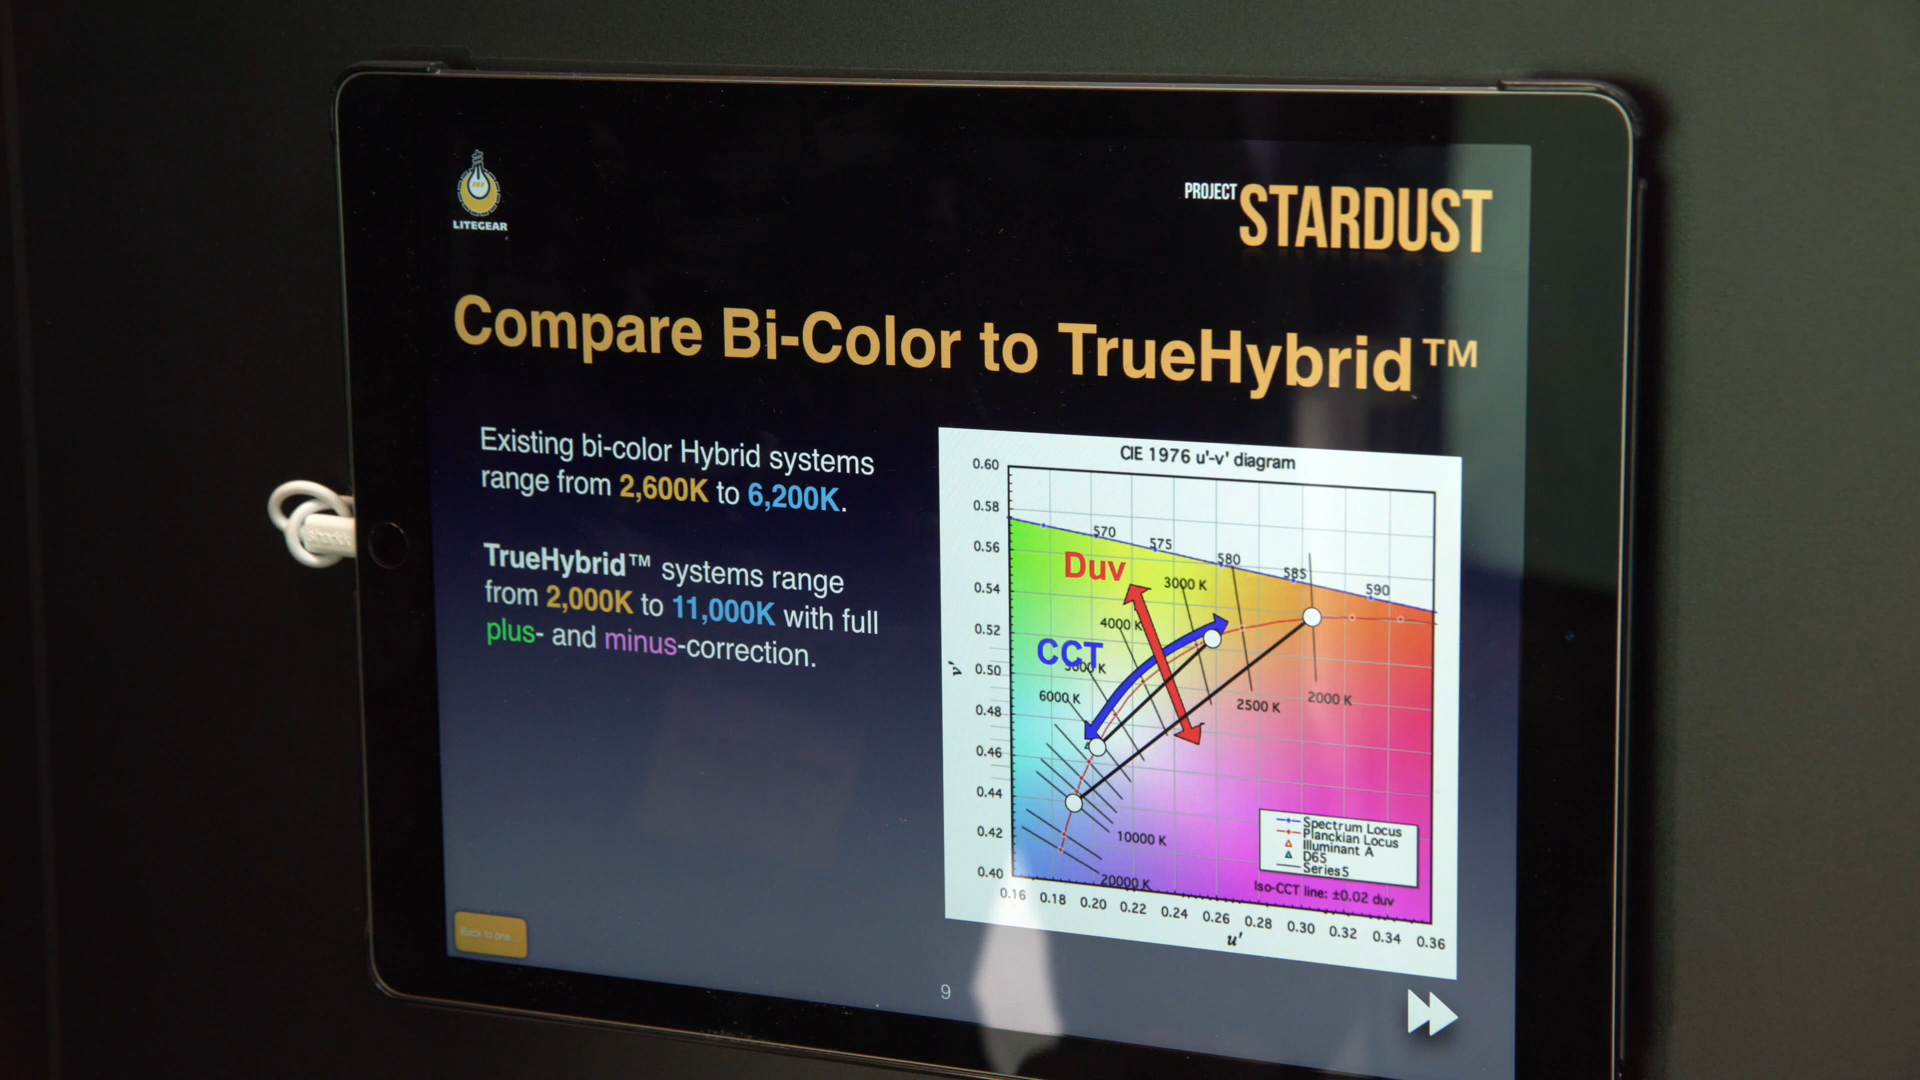 LITEGEAR
PROJECT STARDUST
Compare Bi-Color to TrueHybrid™
Existing bi-color Hybrid systems
range from 2,600K to 6,200K.
TrueHybrid™ systems range
from 2,000K to 11,000K with full
plus- and minus-correction.
CIE 1976 u'-v' diagram
0.60
0.58
0.56
0.54
0.52
0.50
0.48
0.46
0.44
0.42
0.40
v'
570
575
580
585
590
Duv
3000 K
4000 K
CCT
5000 K
6000 K
2500 K
2000 K
10000 K
20000 K
Spectrum Locus
Planckian Locus
Illuminant A
D65
Series5
Iso-CCT line: ±0.02 duv
0.16 0.18 0.20 0.22 0.24 0.26 0.28 0.30 0.32 0.34 0.36
u'
Back to one...
9